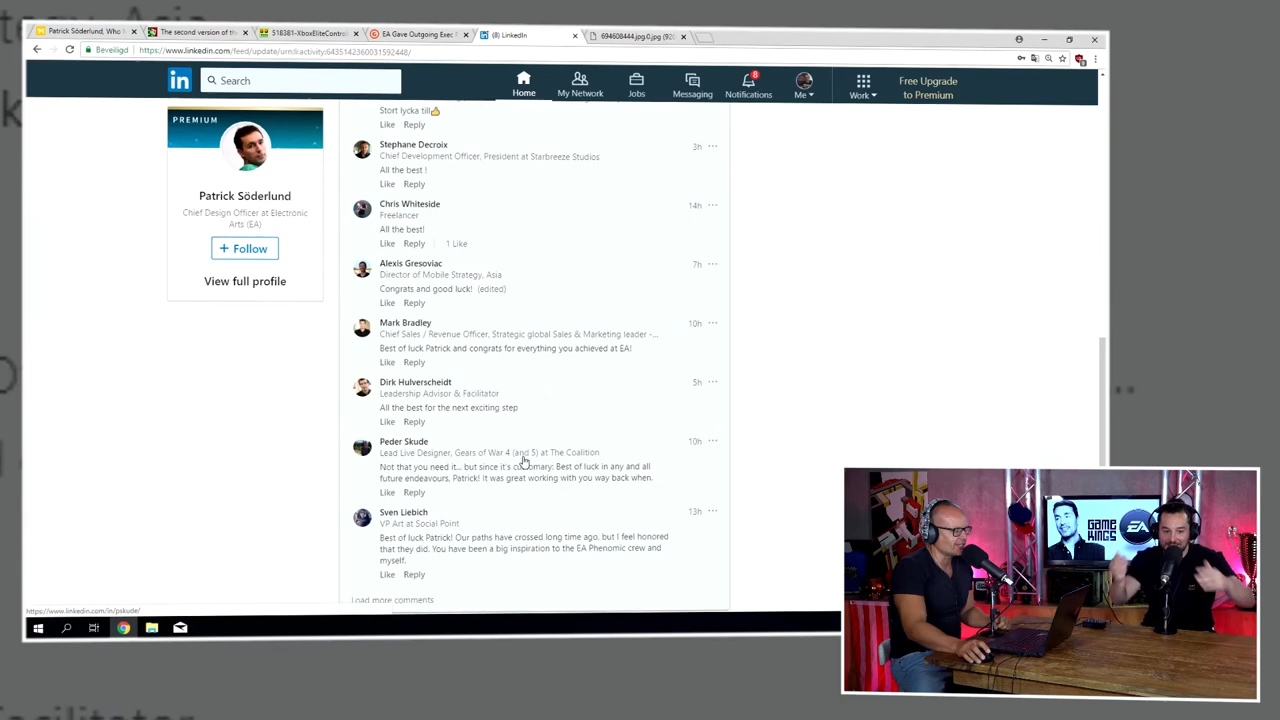 Patrick Söderlund, Who
The second version of th
518381-XboxEliteControl
EA Gave Outgoing Exec
(8) LinkedIn
694608444.jpg.0.jpg (92
Beveiligd
https://www.linkedin.com/feed/update/urn:li:activity:6435142360031592448/
in
Search
Home
My Network
Jobs
Messaging
8
Notifications
Me
Work
Free Upgrade
to Premium
PREMIUM
Patrick Söderlund
Chief Design Officer at Electronic
Arts (EA)
+ Follow
View full profile
Stort lycka till
Like Reply
Stephane Decroix
3h
Chief Development Officer, President at Starbreeze Studios
All the best !
Like Reply
Chris Whiteside
14h
Freelancer
All the best!
Like Reply 1 Like
Alexis Gresoviac
7h
Director of Mobile Strategy, Asia
Congrats and good luck! (edited)
Like Reply
Mark Bradley
10h
Chief Sales / Revenue Officer, Strategic global Sales & Marketing leader -...
Best of luck Patrick and congrats for everything you achieved at EA!
Like Reply
Dirk Hulverscheidt
5h
Leadership Advisor & Facilitator
All the best for the next exciting step
Like Reply
Peder Skude
10h
Lead Live Designer, Gears of War 4 (and 5) at The Coalition
Not that you need it... but since it's customary: Best of luck in any and all
future endeavours, Patrick! It was great working with you way back when.
Like Reply
Sven Liebich
13h
VP Art at Social Point
Best of luck Patrick! Our paths have crossed long time ago, but I feel honored
that they did. You have been a big inspiration to the EA Phenomic crew and
myself.
Like Reply
Load more comments
https://www.linkedin.com/in/pskude/
GAME
KINGS
EA